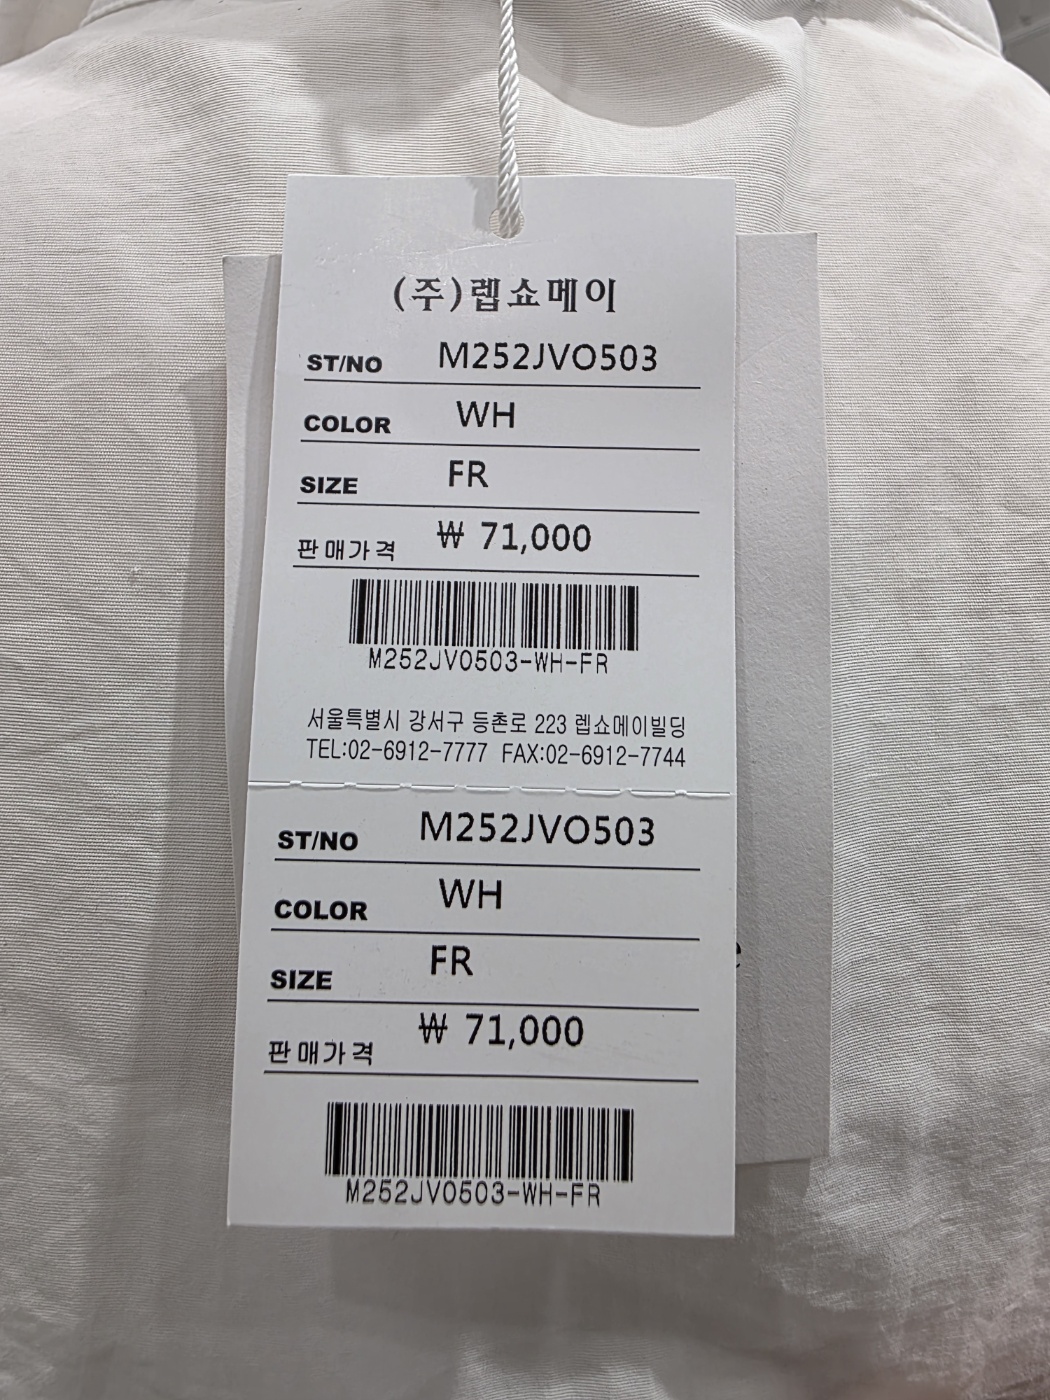 (주)렙쇼메이
ST/NO M252JVO503
COLOR WH
SIZE FR
판매가격 ₩ 71,000
M252JVO503-WH-FR
서울특별시 강서구 등촌로 223 렙쇼메이빌딩
TEL:02-6912-7777 FAX:02-6912-7744
ST/NO M252JVO503
COLOR WH
SIZE FR
판매가격 ₩ 71,000
M252JVO503-WH-FR